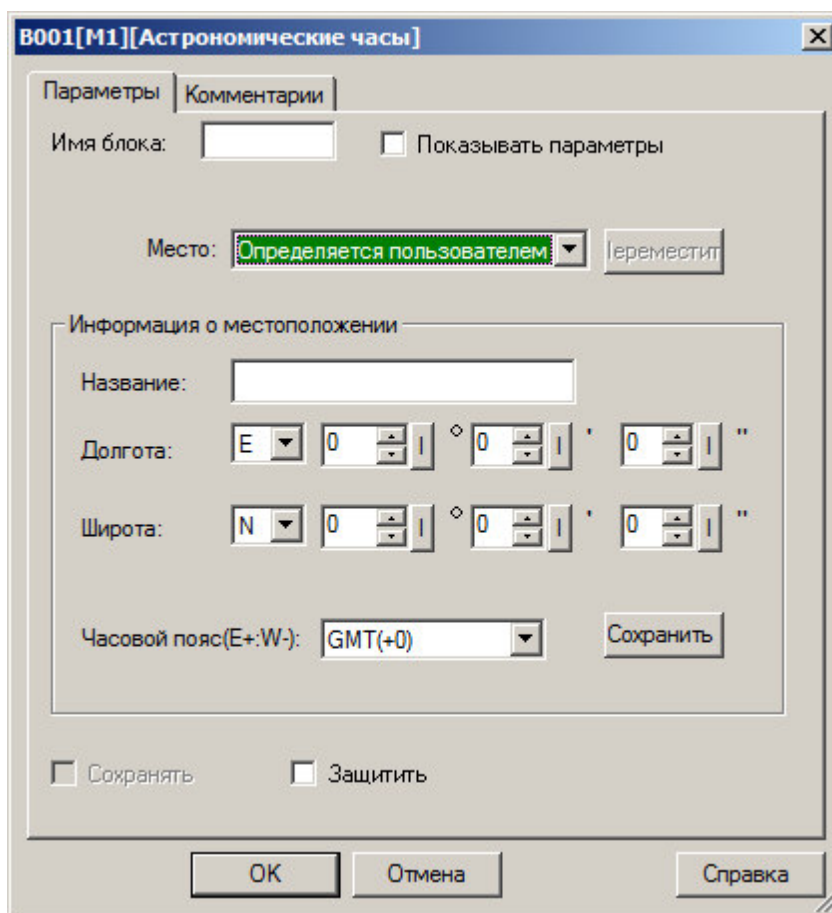 B001[M1][Астрономические часы]
Параметры Комментарии
Имя блока: Показывать параметры
Место: Определяется пользователем Переместит
Информация о местоположении
Название:
Долгота: E 0 ° 0 ' 0 "
Широта: N 0 ° 0 ' 0 "
Часовой пояс(E+:W-): GMT(+0) Сохранить
Сохранять Защитить
OK Отмена Справка